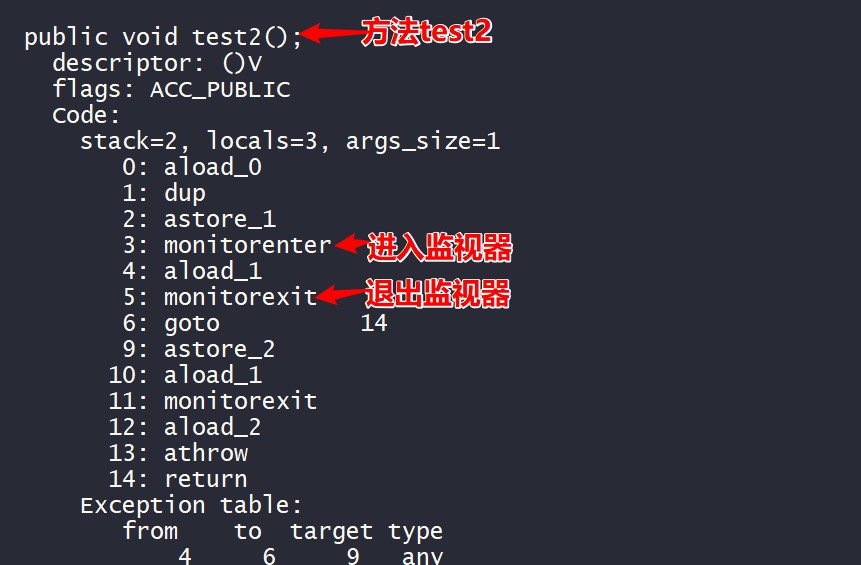 public void test2(); 方法test2
descriptor: ()V
flags: ACC_PUBLIC
Code:
stack=2, locals=3, args_size=1
0: aload_0
1: dup
2: astore_1
3: monitorenter 进入监视器
4: aload_1
5: monitorexit 退出监视器
6: goto 14
9: astore_2
10: aload_1
11: monitorexit
12: aload_2
13: athrow
14: return
Exception table:
from to target type
4 6 9 any